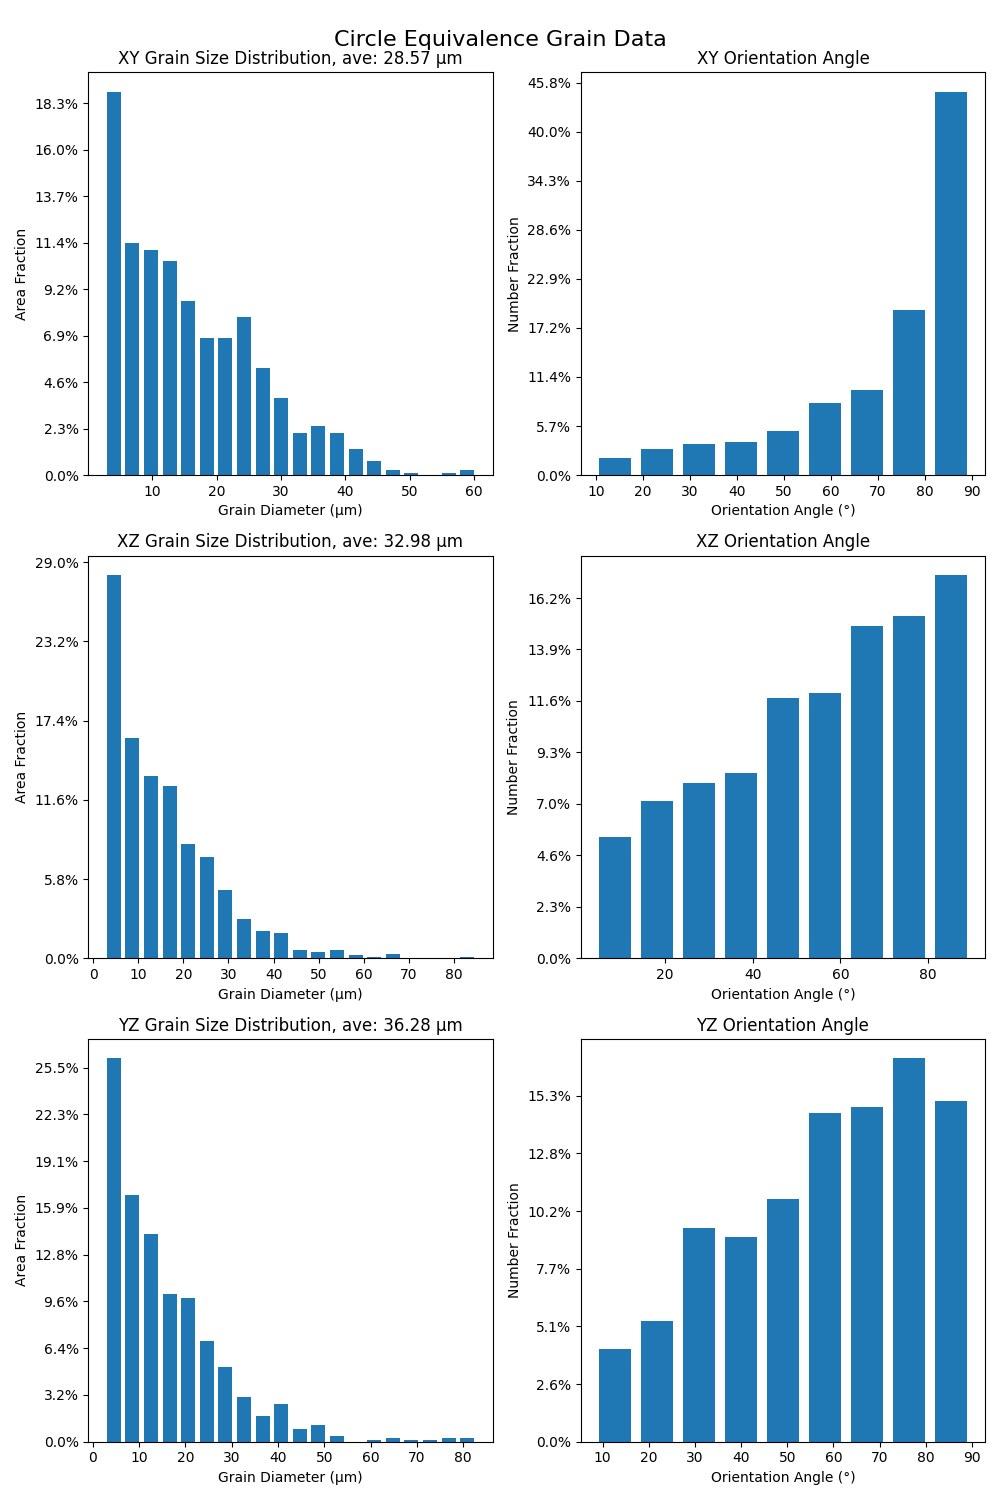 Circle Equivalence Grain Data
XY Grain Size Distribution, ave: 28.57 μm
18.3%
16.0%
13.7%
11.4%
9.2%
6.9%
4.6%
2.3%
0.0%
Area Fraction
10 20 30 40 50 60
Grain Diameter (μm)
XY Orientation Angle
45.8%
40.0%
34.3%
28.6%
22.9%
17.2%
11.4%
5.7%
0.0%
Number Fraction
10 20 30 40 50 60 70 80 90
Orientation Angle (°)
XZ Grain Size Distribution, ave: 32.98 μm
29.0%
23.2%
17.4%
11.6%
5.8%
0.0%
Area Fraction
0 10 20 30 40 50 60 70 80
Grain Diameter (μm)
XZ Orientation Angle
16.2%
13.9%
11.6%
9.3%
7.0%
4.6%
2.3%
0.0%
Number Fraction
20 40 60 80
Orientation Angle (°)
YZ Grain Size Distribution, ave: 36.28 μm
25.5%
22.3%
19.1%
15.9%
12.8%
9.6%
6.4%
3.2%
0.0%
Area Fraction
0 10 20 30 40 50 60 70 80
Grain Diameter (μm)
YZ Orientation Angle
15.3%
12.8%
10.2%
7.7%
5.1%
2.6%
0.0%
Number Fraction
10 20 30 40 50 60 70 80 90
Orientation Angle (°)